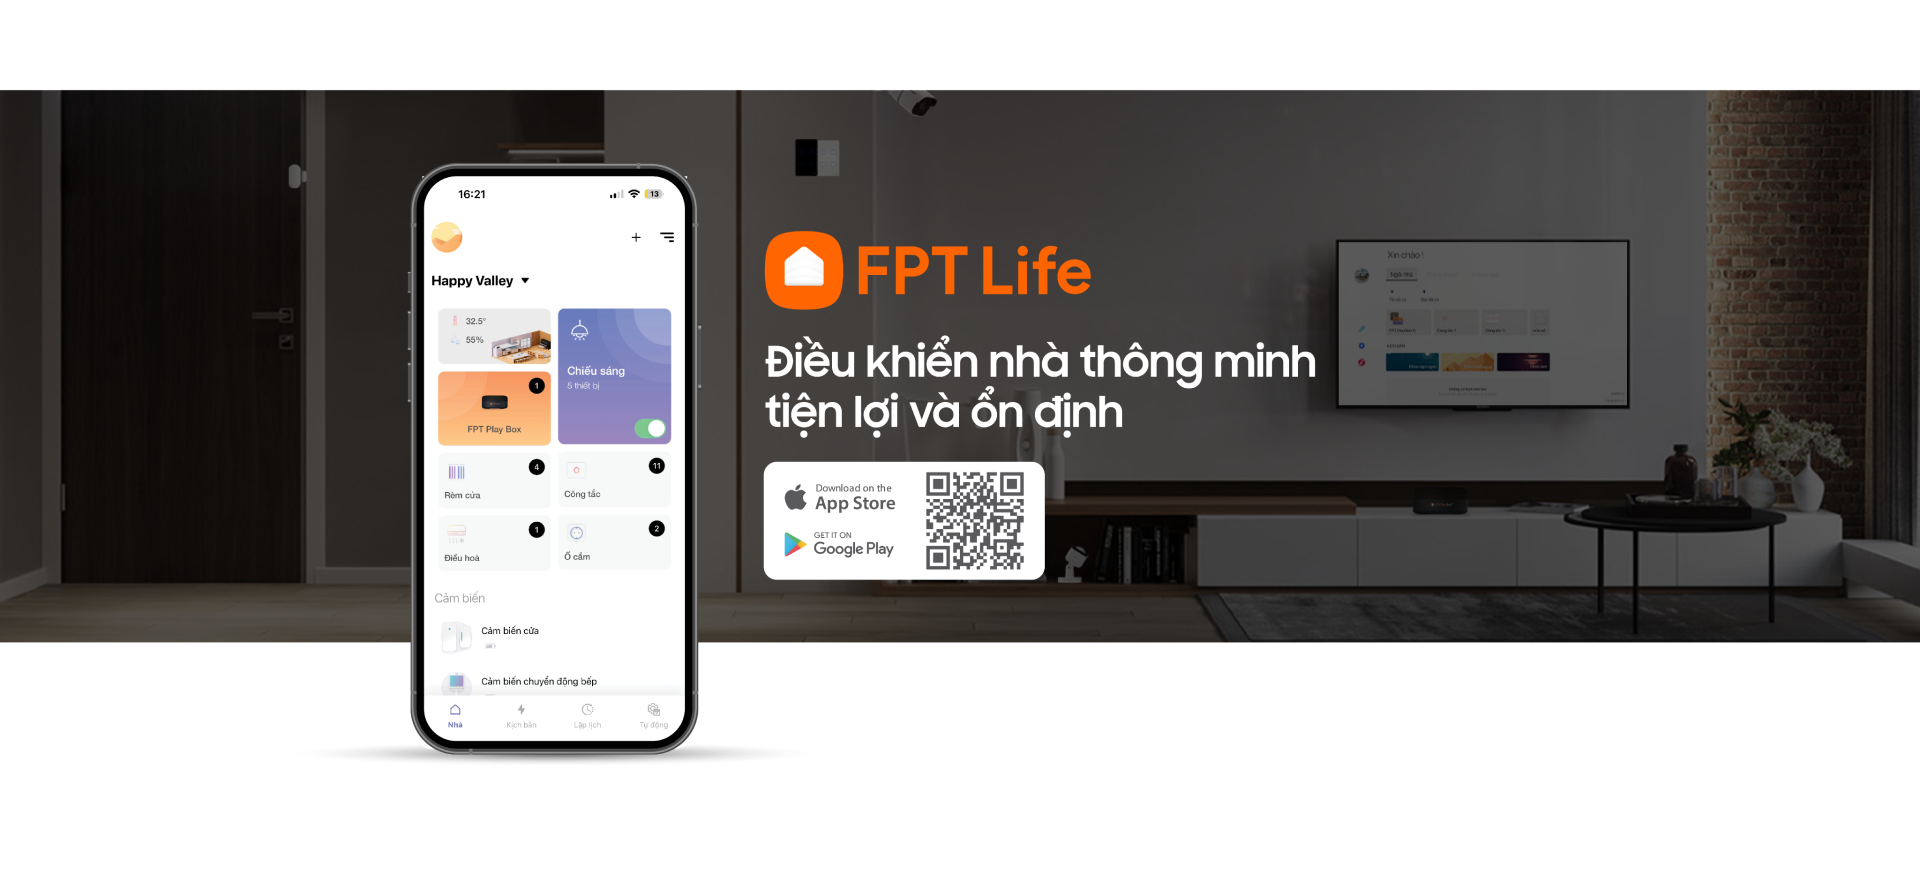 16:21
13
Happy Valley
32.5°
55%
Chiếu sáng
5 thiết bị
1
FPT Play Box
4
Rèm cửa
11
Công tắc
1
Điều hoà
2
Ổ cắm
Cảm biến
Cảm biến cửa
Cảm biến chuyển động bếp
Nhà
Kịch bản
Lập lịch
Tự động
FPT Life
Điều khiển nhà thông minh
tiện lợi và ổn định
Download on the
App Store
GET IT ON
Google Play
Xin chào !
Ngôi nhà